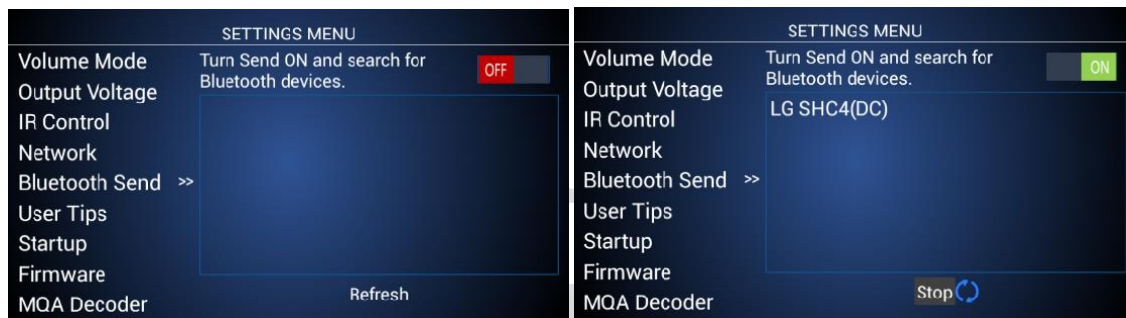 SETTINGS MENU
Volume Mode
Output Voltage
IR Control
Network
Bluetooth Send >>
User Tips
Startup
Firmware
MQA Decoder
Turn Send ON and search for
Bluetooth devices.
OFF
Refresh
SETTINGS MENU
Volume Mode
Output Voltage
IR Control
Network
Bluetooth Send >>
User Tips
Startup
Firmware
MQA Decoder
Turn Send ON and search for
Bluetooth devices.
ON
LG SHC4(DC)
Stop